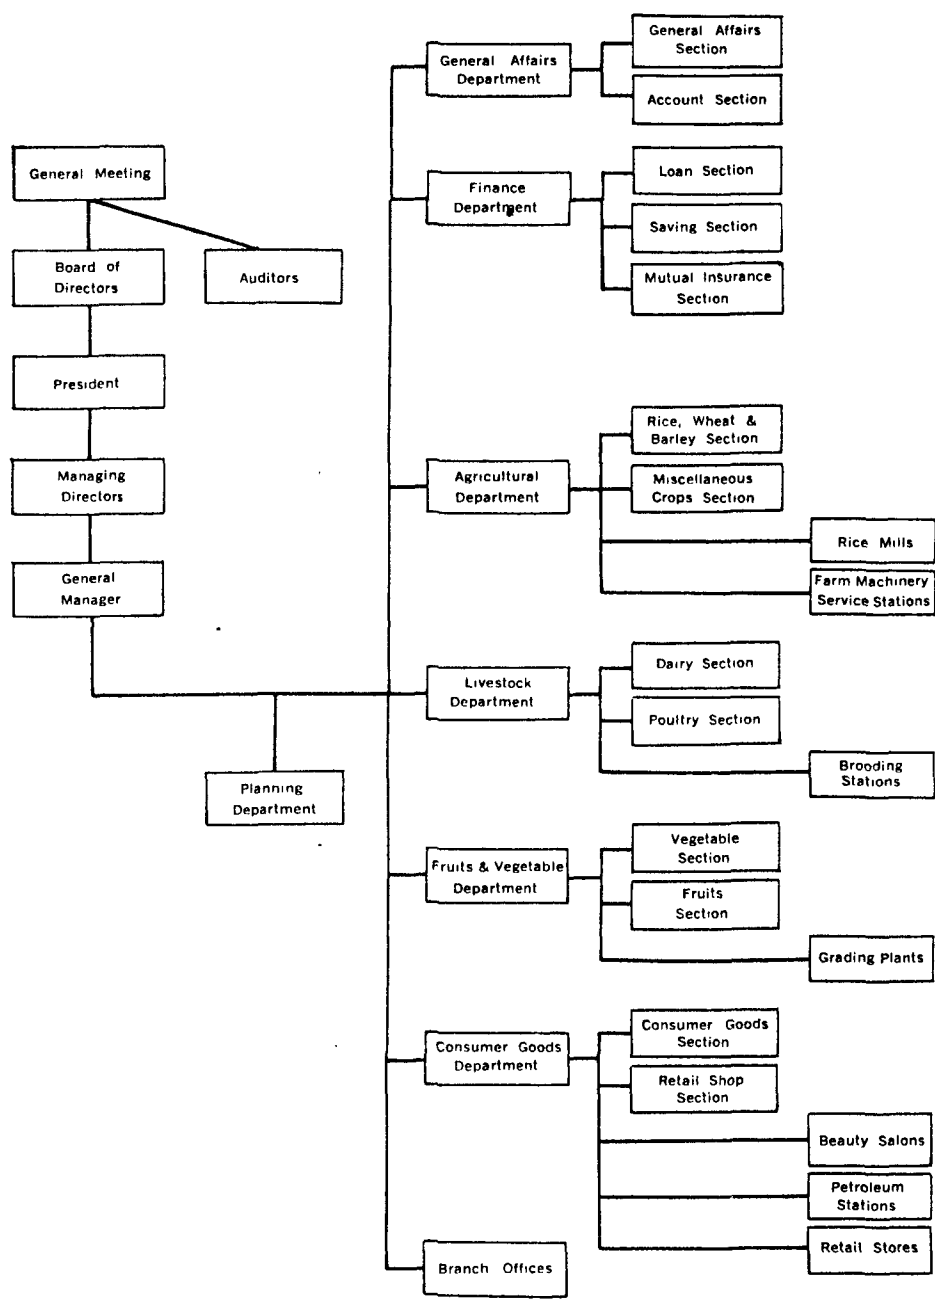 General Meeting
Board of
Directors
Auditors
President
Managing
Directors
General
Manager
Planning
Department
General Affairs
Department
General Affairs
Section
Account Section
Finance
Department
Loan Section
Saving Section
Mutual Insurance
Section
Agricultural
Department
Rice, Wheat &
Barley Section
Miscellaneous
Crops Section
Rice Mills
Farm Machinery
Service Stations
Livestock
Department
Dairy Section
Poultry Section
Brooding
Stations
Fruits & Vegetable
Department
Vegetable
Section
Fruits
Section
Grading Plants
Consumer Goods
Department
Consumer Goods
Section
Retail Shop
Section
Beauty Salons
Petroleum
Stations
Retail Stores
Branch Offices